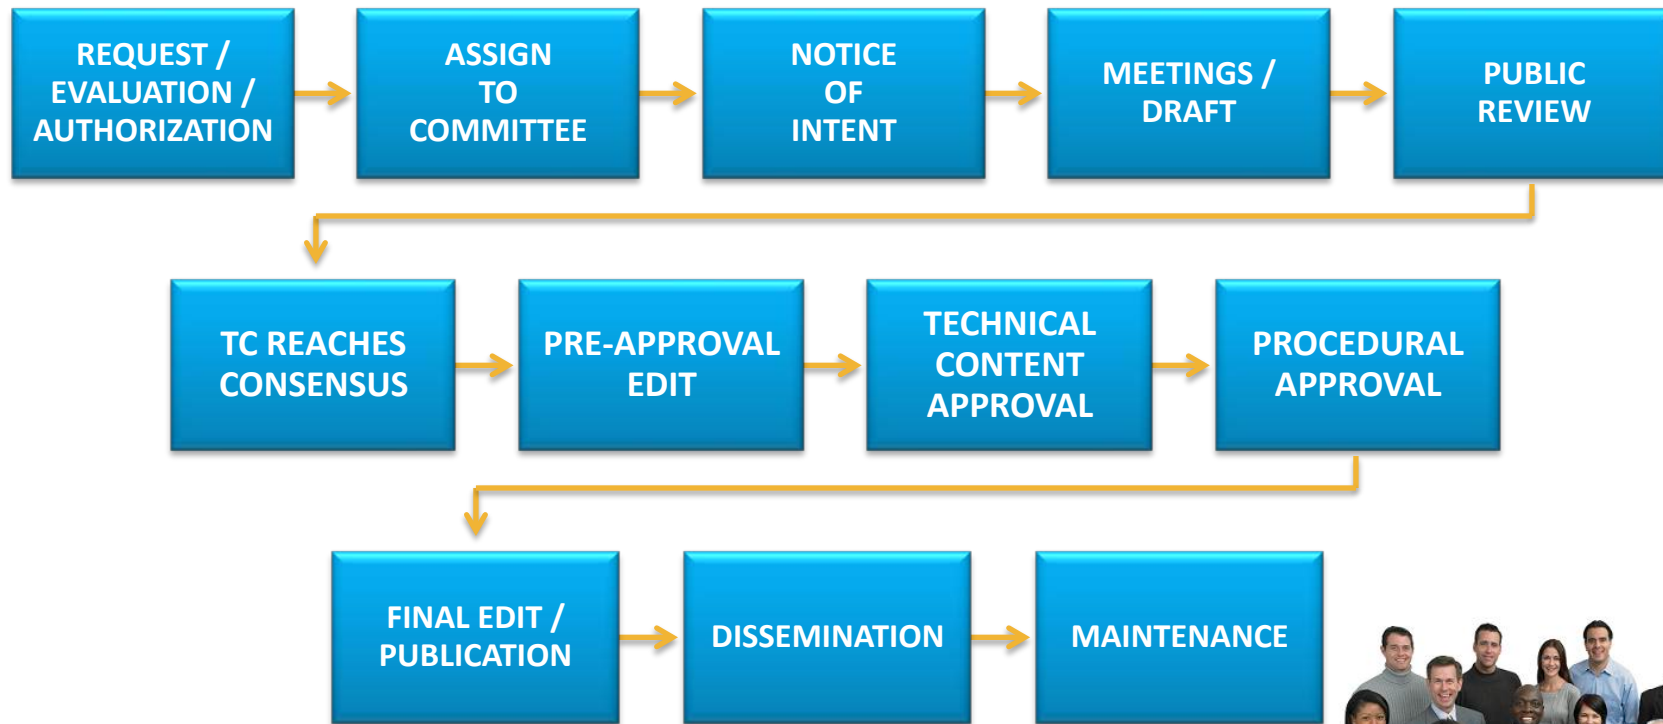 REQUEST /
EVALUATION /
AUTHORIZATION
ASSIGN
TO
COMMITTEE
NOTICE
OF
INTENT
MEETINGS /
DRAFT
PUBLIC
REVIEW
TC REACHES
CONSENSUS
PRE-APPROVAL
EDIT
TECHNICAL
CONTENT
APPROVAL
PROCEDURAL
APPROVAL
FINAL EDIT /
PUBLICATION
DISSEMINATION
MAINTENANCE